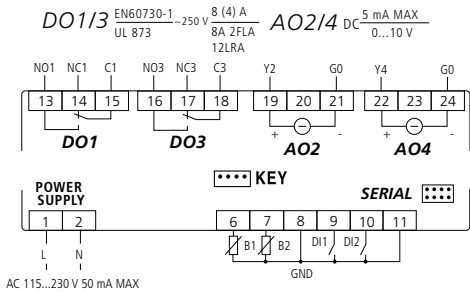 DO1/3 EN60730-1 ~250 V 8 (4) A AO2/4 DC 5 mA MAX
UL 873 8A 2FLA 0...10 V
12LRA
NO1 NC1 C1 NO3 NC3 C3 Y2 G0 Y4 G0
13 14 15 16 17 18 19 20 21 22 23 24
+ - + -
DO1 DO3 AO2 AO4
KEY
POWER SUPPLY SERIAL
1 2 6 7 8 9 10 11
L N B1 B2 DI1 DI2
GND
AC 115...230 V 50 mA MAX